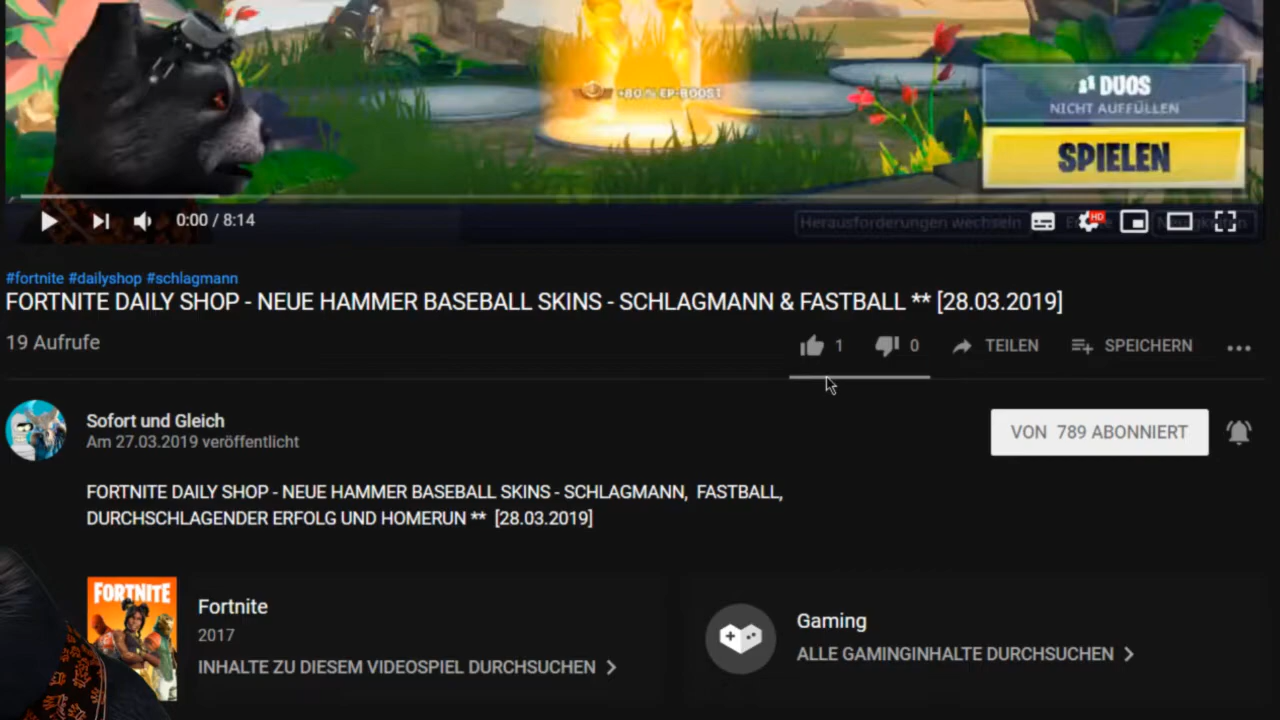 +80 % EP-BOOST
DUOS
NICHT AUFFÜLLEN
SPIELEN
0:00 / 8:14
Herausforderungen wechseln
HD
#fortnite #dailyshop #schlagmann
FORTNITE DAILY SHOP - NEUE HAMMER BASEBALL SKINS - SCHLAGMANN & FASTBALL ** [28.03.2019]
19 Aufrufe
1
0
TEILEN
SPEICHERN
Sofort und Gleich
Am 27.03.2019 veröffentlicht
VON 789 ABONNIERT
FORTNITE DAILY SHOP - NEUE HAMMER BASEBALL SKINS - SCHLAGMANN, FASTBALL,
DURCHSCHLAGENDER ERFOLG UND HOMERUN ** [28.03.2019]
FORTNITE
Fortnite
2017
INHALTE ZU DIESEM VIDEOSPIEL DURCHSUCHEN
Gaming
ALLE GAMINGINHALTE DURCHSUCHEN